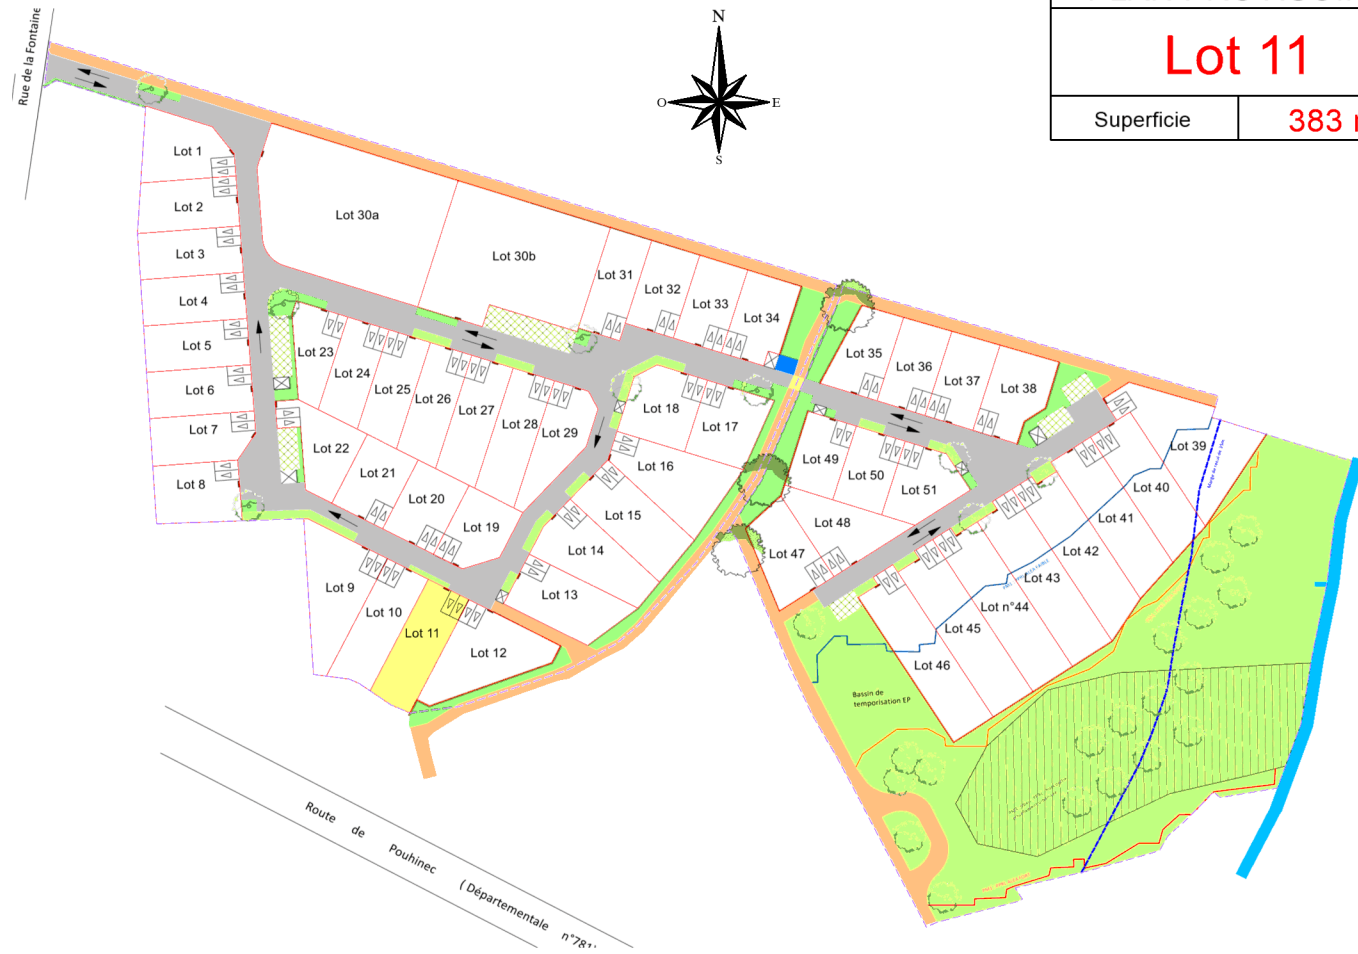 Rue de la Fontaine
N
O
E
S
Lot 11
Superficie
383
Lot 1
Lot 2
Lot 3
Lot 4
Lot 5
Lot 6
Lot 7
Lot 8
Lot 30a
Lot 30b
Lot 31
Lot 32
Lot 33
Lot 34
Lot 35
Lot 36
Lot 37
Lot 38
Lot 39
Lot 40
Lot 41
Lot 42
Lot 43
Lot n°44
Lot 45
Lot 46
Lot 23
Lot 24
Lot 25
Lot 26
Lot 27
Lot 28
Lot 29
Lot 22
Lot 21
Lot 20
Lot 19
Lot 18
Lot 17
Lot 16
Lot 15
Lot 14
Lot 13
Lot 49
Lot 50
Lot 51
Lot 48
Lot 47
Lot 9
Lot 10
Lot 11
Lot 12
Bassin de
temporisation EP
Route de Pouhinec (Départementale n°781